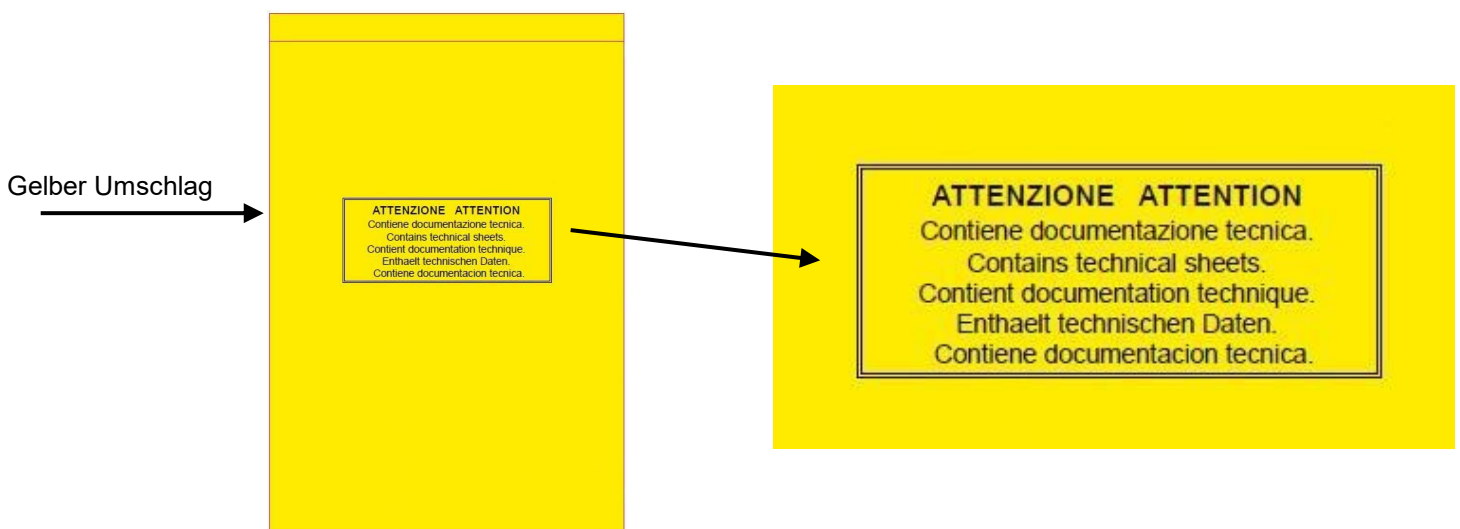 Gelber Umschlag
ATTENZIONE ATTENTION
Contiene documentazione tecnica.
Contains technical sheets.
Contient documentation technique.
Enthaelt technischen Daten.
Contiene documentacion tecnica.
ATTENZIONE ATTENTION
Contiene documentazione tecnica.
Contains technical sheets.
Contient documentation technique.
Enthaelt technischen Daten.
Contiene documentacion tecnica.